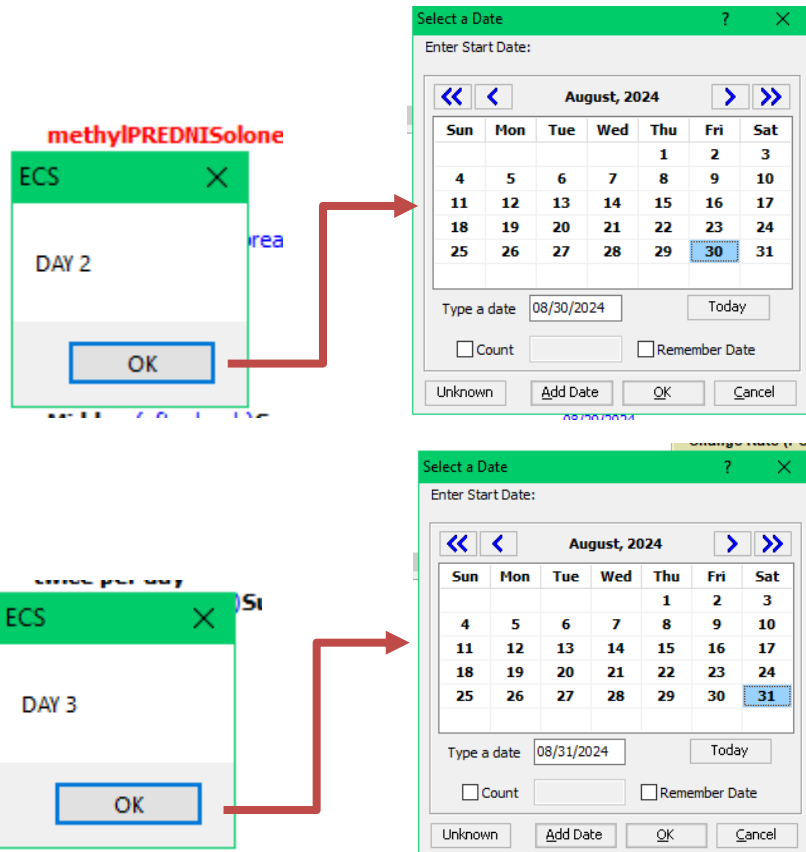 Select a Date ?
Enter Start Date:
August, 2024
Sun Mon Tue Wed Thu Fri Sat
1 2 3
4 5 6 7 8 9 10
11 12 13 14 15 16 17
18 19 20 21 22 23 24
25 26 27 28 29 30 31
Type a date 08/30/2024 Today
Count Remember Date
Unknown Add Date OK Cancel
methylPREDNISolone
ECS
DAY 2
OK
08/29/2024
Select a Date ?
Enter Start Date:
August, 2024
Sun Mon Tue Wed Thu Fri Sat
1 2 3
4 5 6 7 8 9 10
11 12 13 14 15 16 17
18 19 20 21 22 23 24
25 26 27 28 29 30 31
Type a date 08/31/2024 Today
Count Remember Date
Unknown Add Date OK Cancel
twice per day
ECS
DAY 3
OK